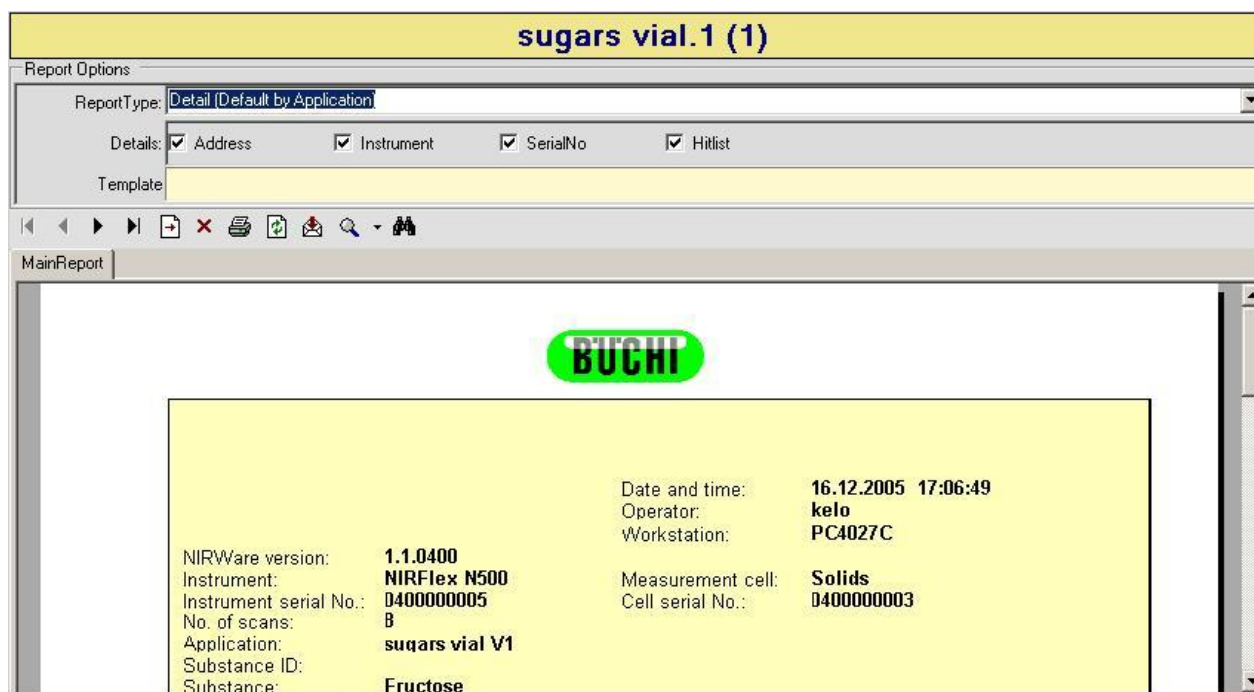 sugars vial.1 (1)
Report Options
ReportType: Detail (Default by Application)
Details: Address Instrument SerialNo Hitlist
Template
MainReport
BÜCHI
Date and time: 16.12.2005 17:06:49
Operator: kelo
Workstation: PC4027C
NIRWare version: 1.1.0400
Instrument: NIRFlex N500 Measurement cell: Solids
Instrument serial No.: 0400000005 Cell serial No.: 0400000003
No. of scans:
Application: sugars vial V1
Substance ID:
Substance: Fructose